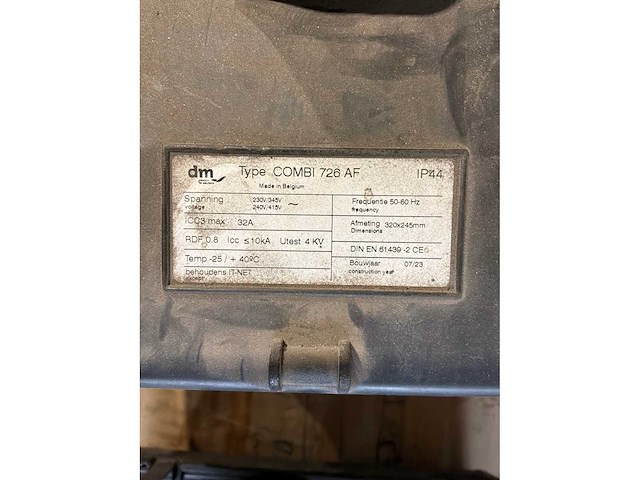 dm Type COMBI 726 AF IP44
Made in Belgium
Spanning 230V/345V ~ Frequentie 50-60 Hz
voltage 240V/415V frequency
ICC3 max 32A Afmeting 320x245mm
Dimensions
RDF 0.8 Icc ≤10kA Utest 4 KV
DIN EN 61439 -2 CE
Temp -25 / + 40ºC Bouwjaar 07/23
behoudens IT-NET construction year
except